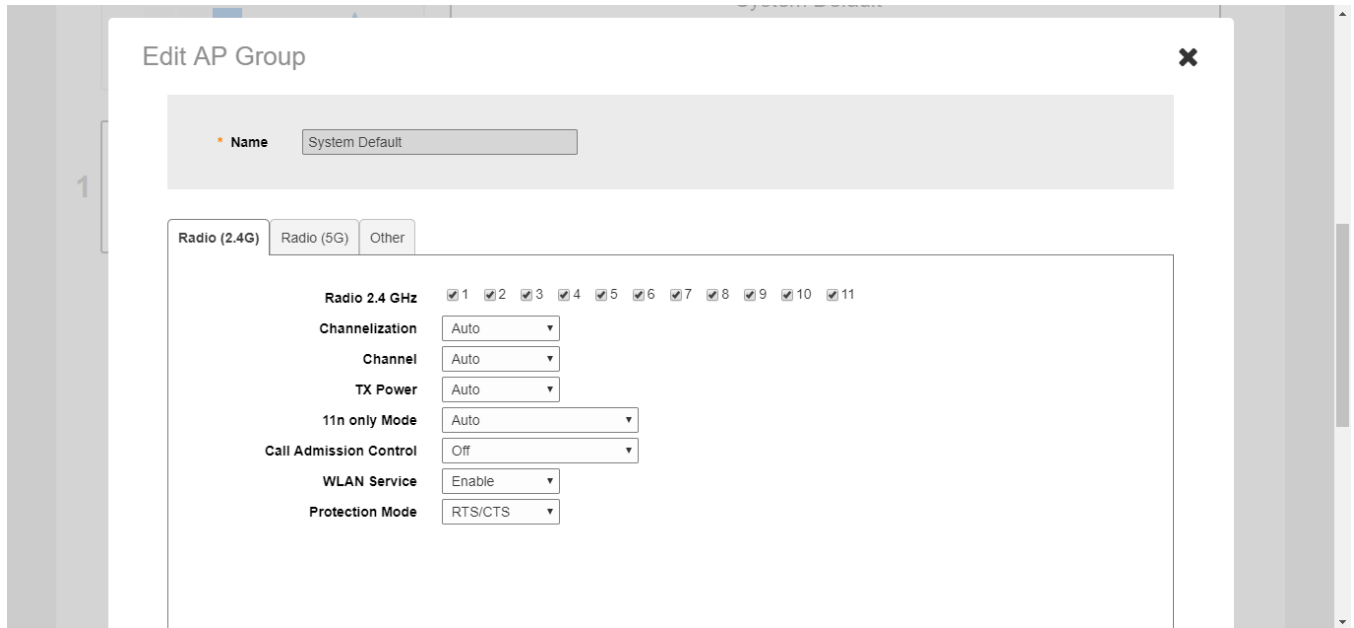 System Default
Edit AP Group
* Name System Default
1
Radio (2.4G) Radio (5G) Other
Radio 2.4 GHz 1 2 3 4 5 6 7 8 9 10 11
Channelization Auto
Channel Auto
TX Power Auto
11n only Mode Auto
Call Admission Control Off
WLAN Service Enable
Protection Mode RTS/CTS